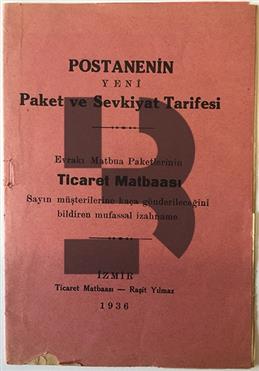 POSTANENİN
YENİ
Paket ve Sevkiyat Tarifesi
Evrakı Matbua Paketlerinin
Ticaret Matbaası
Sayın müşterilerine kaça gönderileceğini
bildiren mufassal izahname
İZMİR
Ticaret Matbaası — Raşit Yılmaz
1936